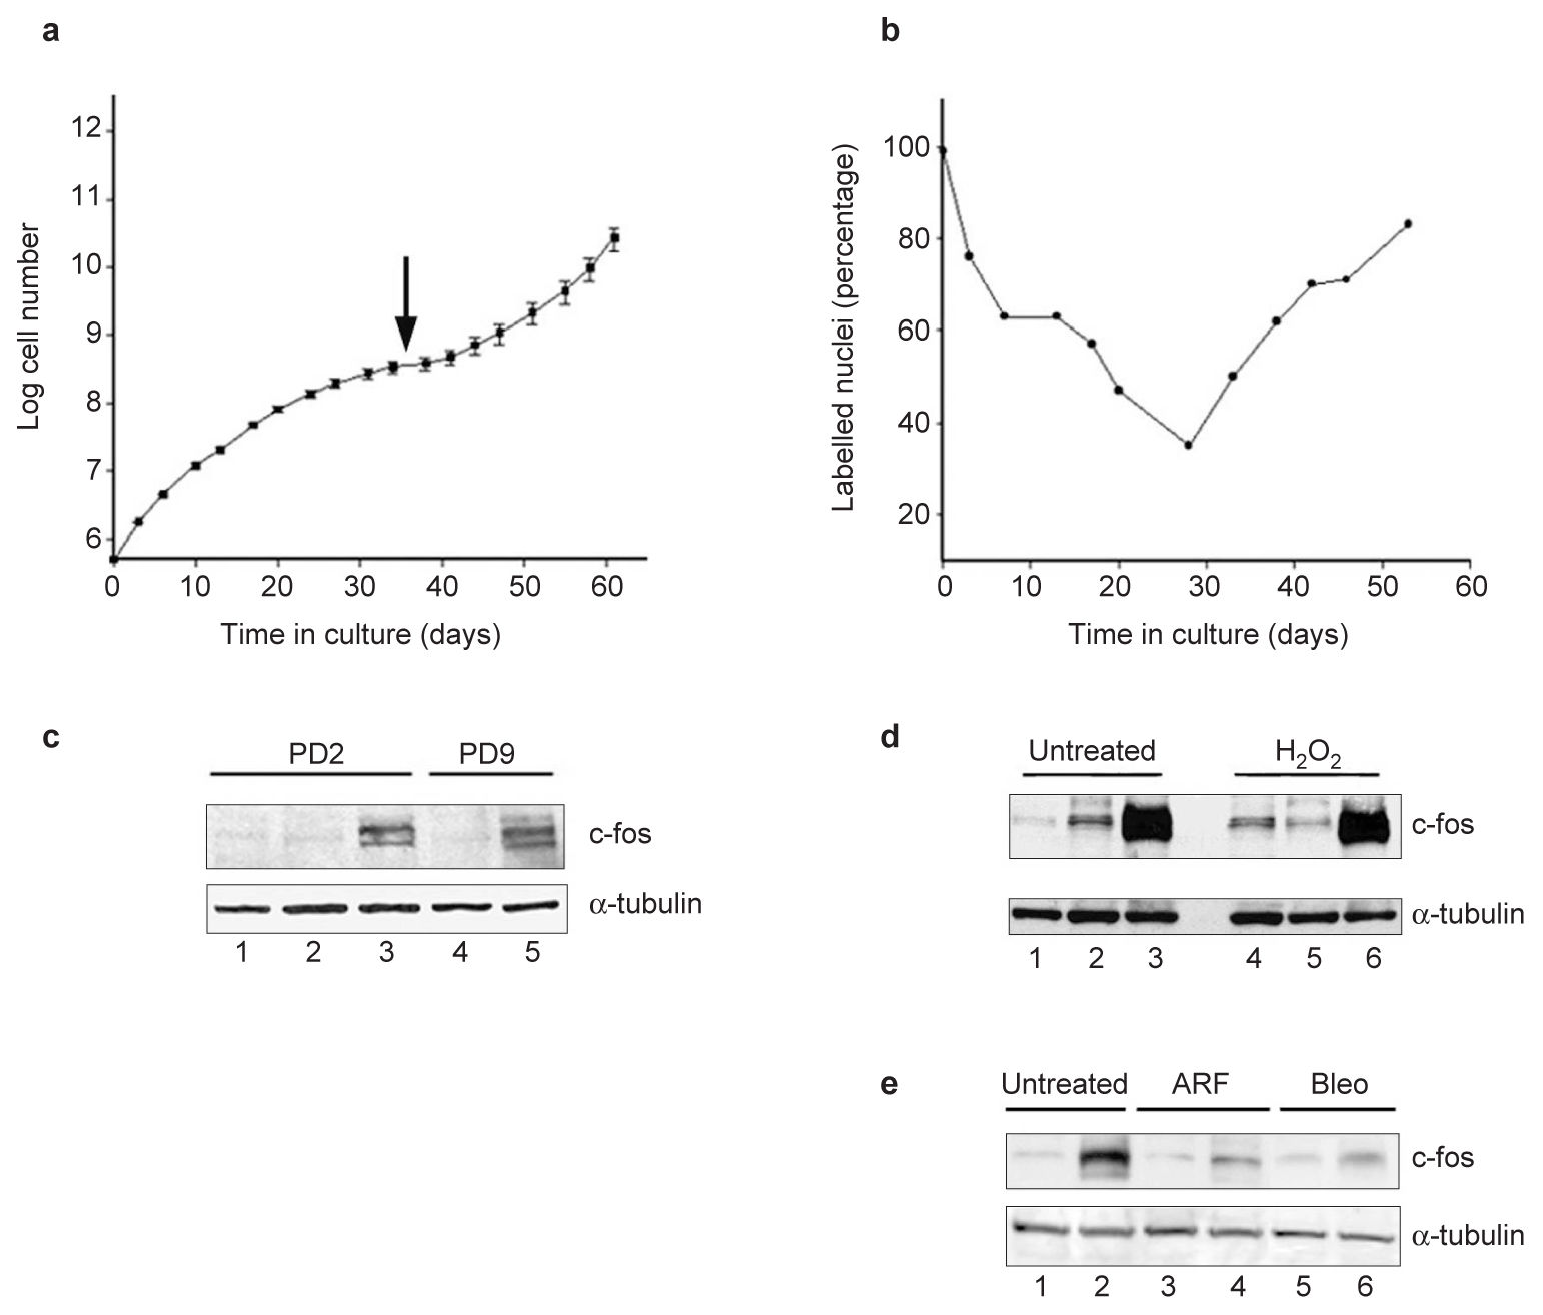 a
12
11
10
9
8
7
6
Log cell number
0 10 20 30 40 50 60
Time in culture (days)
b
100
80
60
40
20
Labelled nuclei (percentage)
0 10 20 30 40 50 60
Time in culture (days)
c
PD2 PD9
c-fos
α-tubulin
1 2 3 4 5
d
Untreated H₂O₂
c-fos
α-tubulin
1 2 3 4 5 6
e
Untreated ARF Bleo
c-fos
α-tubulin
1 2 3 4 5 6